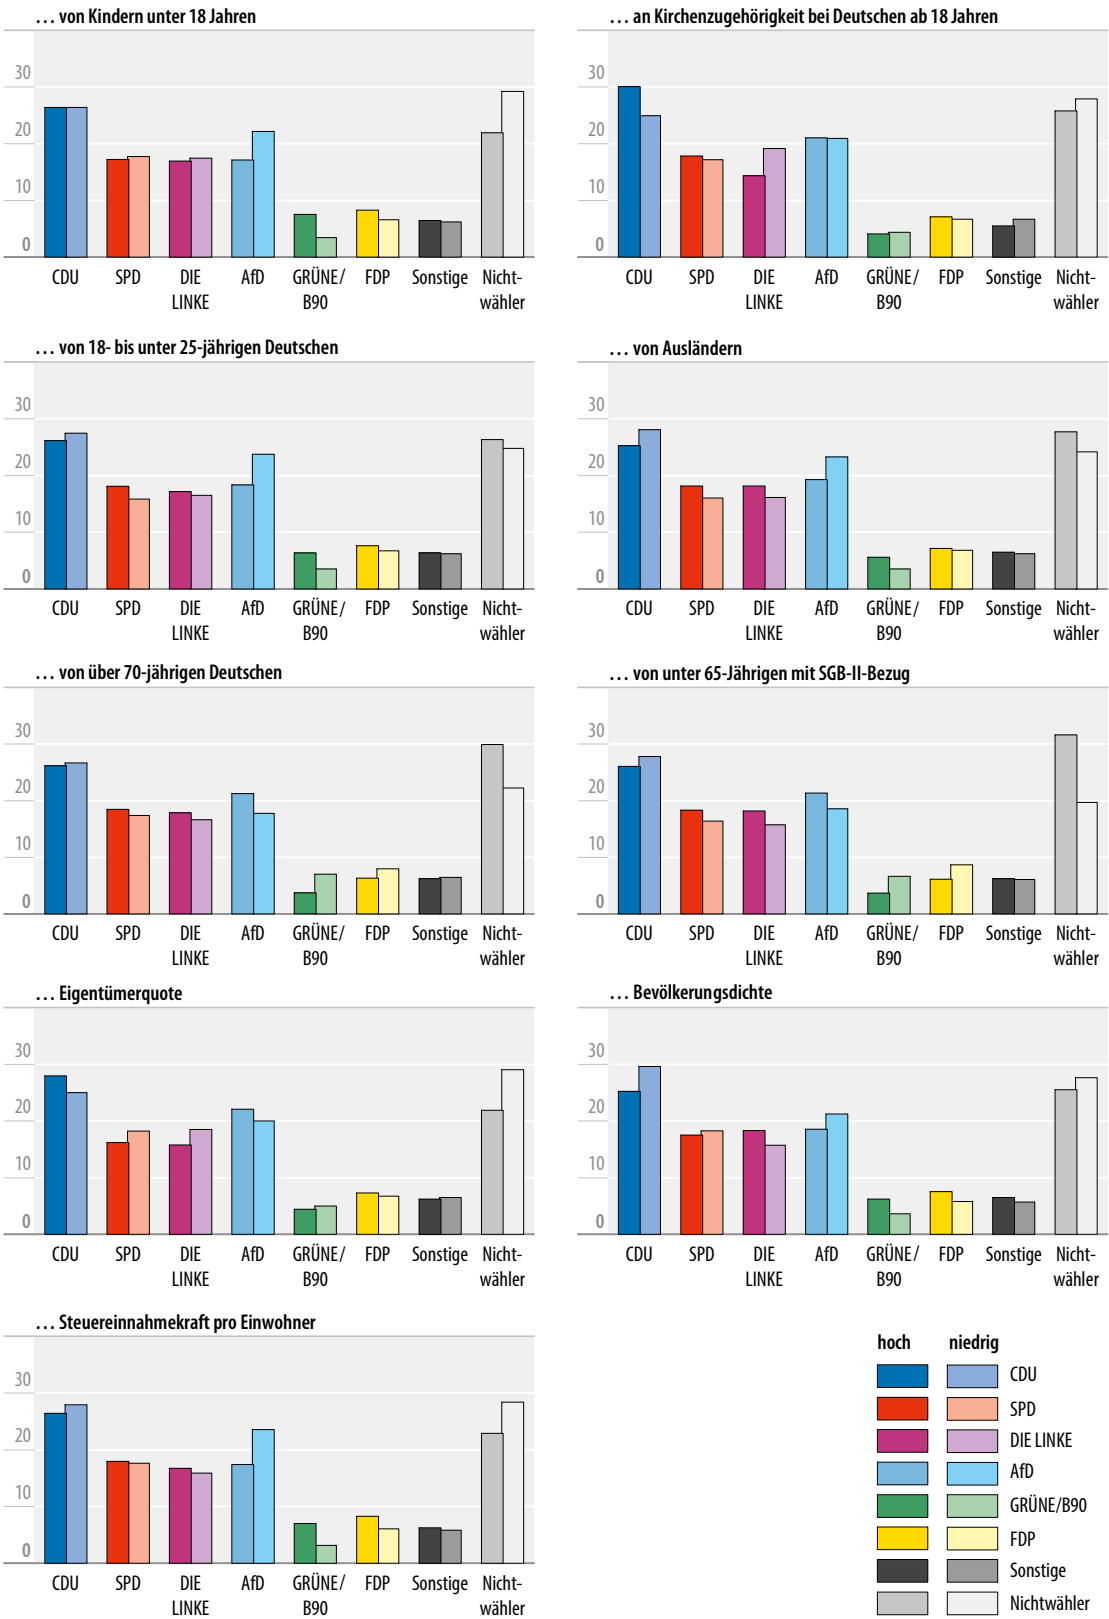 … von Kindern unter 18 Jahren
30
20
10
0
CDU SPD DIE LINKE AfD GRÜNE/B90 FDP Sonstige Nicht-wähler
… an Kirchenzugehörigkeit bei Deutschen ab 18 Jahren
30
20
10
0
CDU SPD DIE LINKE AfD GRÜNE/B90 FDP Sonstige Nicht-wähler
… von 18- bis unter 25-jährigen Deutschen
30
20
10
0
CDU SPD DIE LINKE AfD GRÜNE/B90 FDP Sonstige Nicht-wähler
… von Ausländern
30
20
10
0
CDU SPD DIE LINKE AfD GRÜNE/B90 FDP Sonstige Nicht-wähler
… von über 70-jährigen Deutschen
30
20
10
0
CDU SPD DIE LINKE AfD GRÜNE/B90 FDP Sonstige Nicht-wähler
… von unter 65-Jährigen mit SGB-II-Bezug
30
20
10
0
CDU SPD DIE LINKE AfD GRÜNE/B90 FDP Sonstige Nicht-wähler
… Eigentümerquote
30
20
10
0
CDU SPD DIE LINKE AfD GRÜNE/B90 FDP Sonstige Nicht-wähler
… Bevölkerungsdichte
30
20
10
0
CDU SPD DIE LINKE AfD GRÜNE/B90 FDP Sonstige Nicht-wähler
… Steuereinnahmekraft pro Einwohner
30
20
10
0
CDU SPD DIE LINKE AfD GRÜNE/B90 FDP Sonstige Nicht-wähler
hoch niedrig
CDU
SPD
DIE LINKE
AfD
GRÜNE/B90
FDP
Sonstige
Nichtwähler